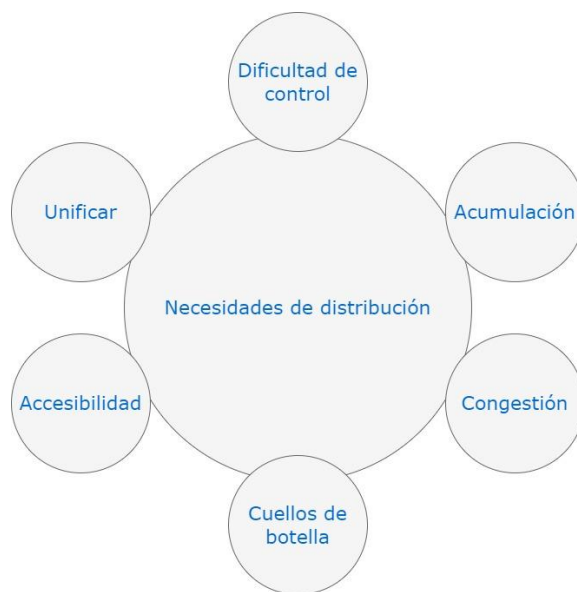 Dificultad de
control
Unificar
Acumulación
Necesidades de distribución
Accesibilidad
Congestión
Cuellos de
botella